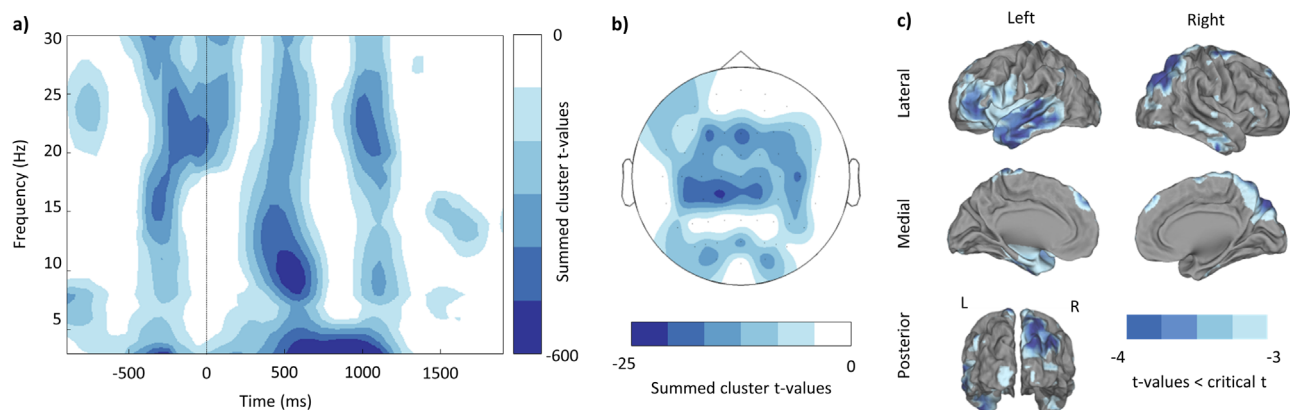 a)
30
25
20
15
10
5
Frequency (Hz)
-500
0
500
1000
1500
Time (ms)
0
-600
Summed cluster t-values
b)
-25
0
Summed cluster t-values
c)
Left
Right
Lateral
Medial
Posterior
L
R
-4
-3
t-values < critical t